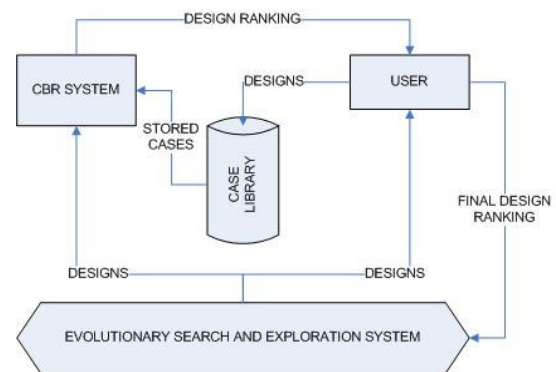 DESIGN RANKING
CBR SYSTEM
DESIGNS
USER
STORED
CASES
CASE
LIBRARY
FINAL DESIGN
RANKING
DESIGNS
DESIGNS
EVOLUTIONARY SEARCH AND EXPLORATION SYSTEM